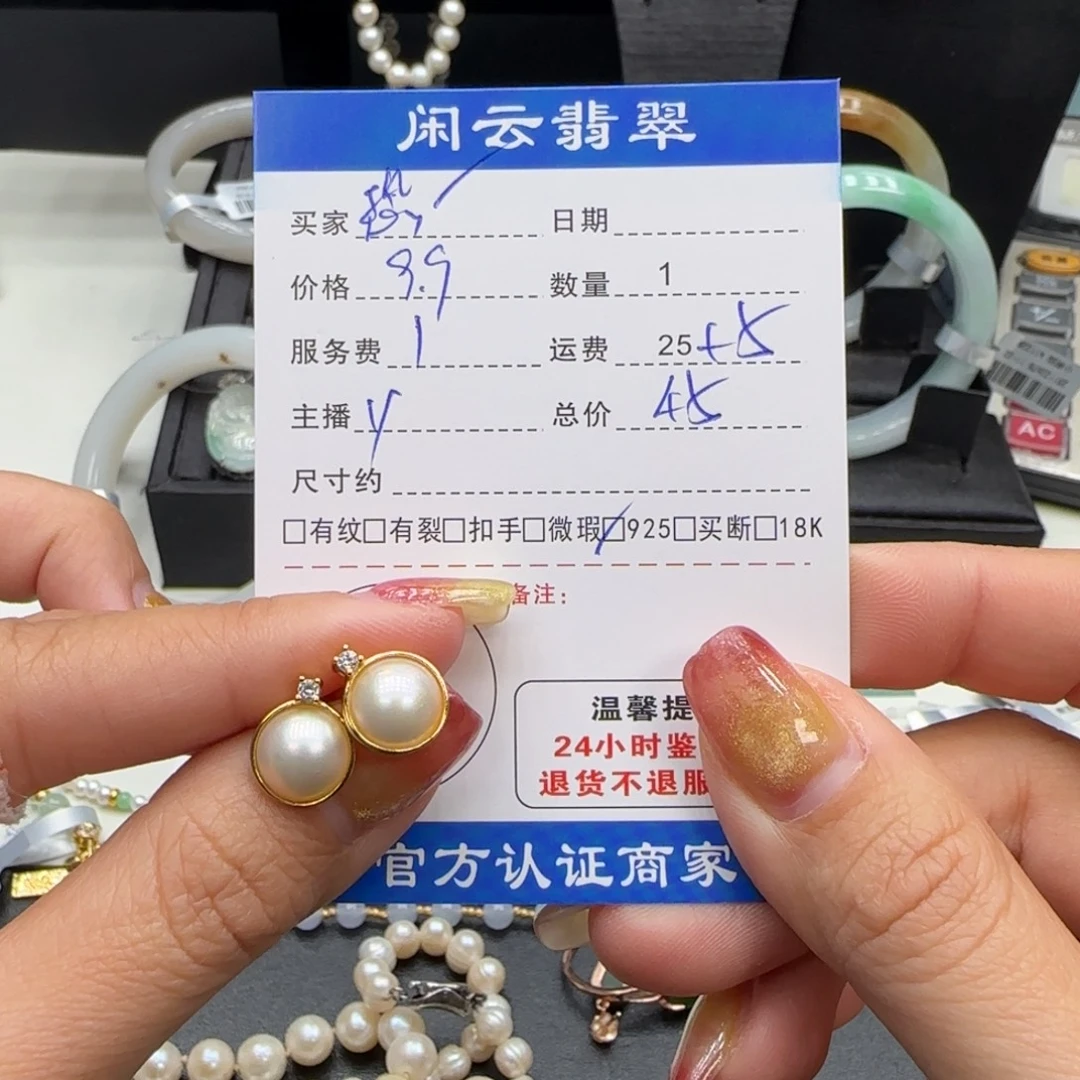 闲云翡翠
买家 日期
价格 9.9 数量 1
服务费 1 运费 25+5
主播 y 总价 45
尺寸约
□有纹□有裂□扣手□微瑕□925□买断□18K
备注：
温馨提
24小时鉴
退货不退服
官方认证商家
AC